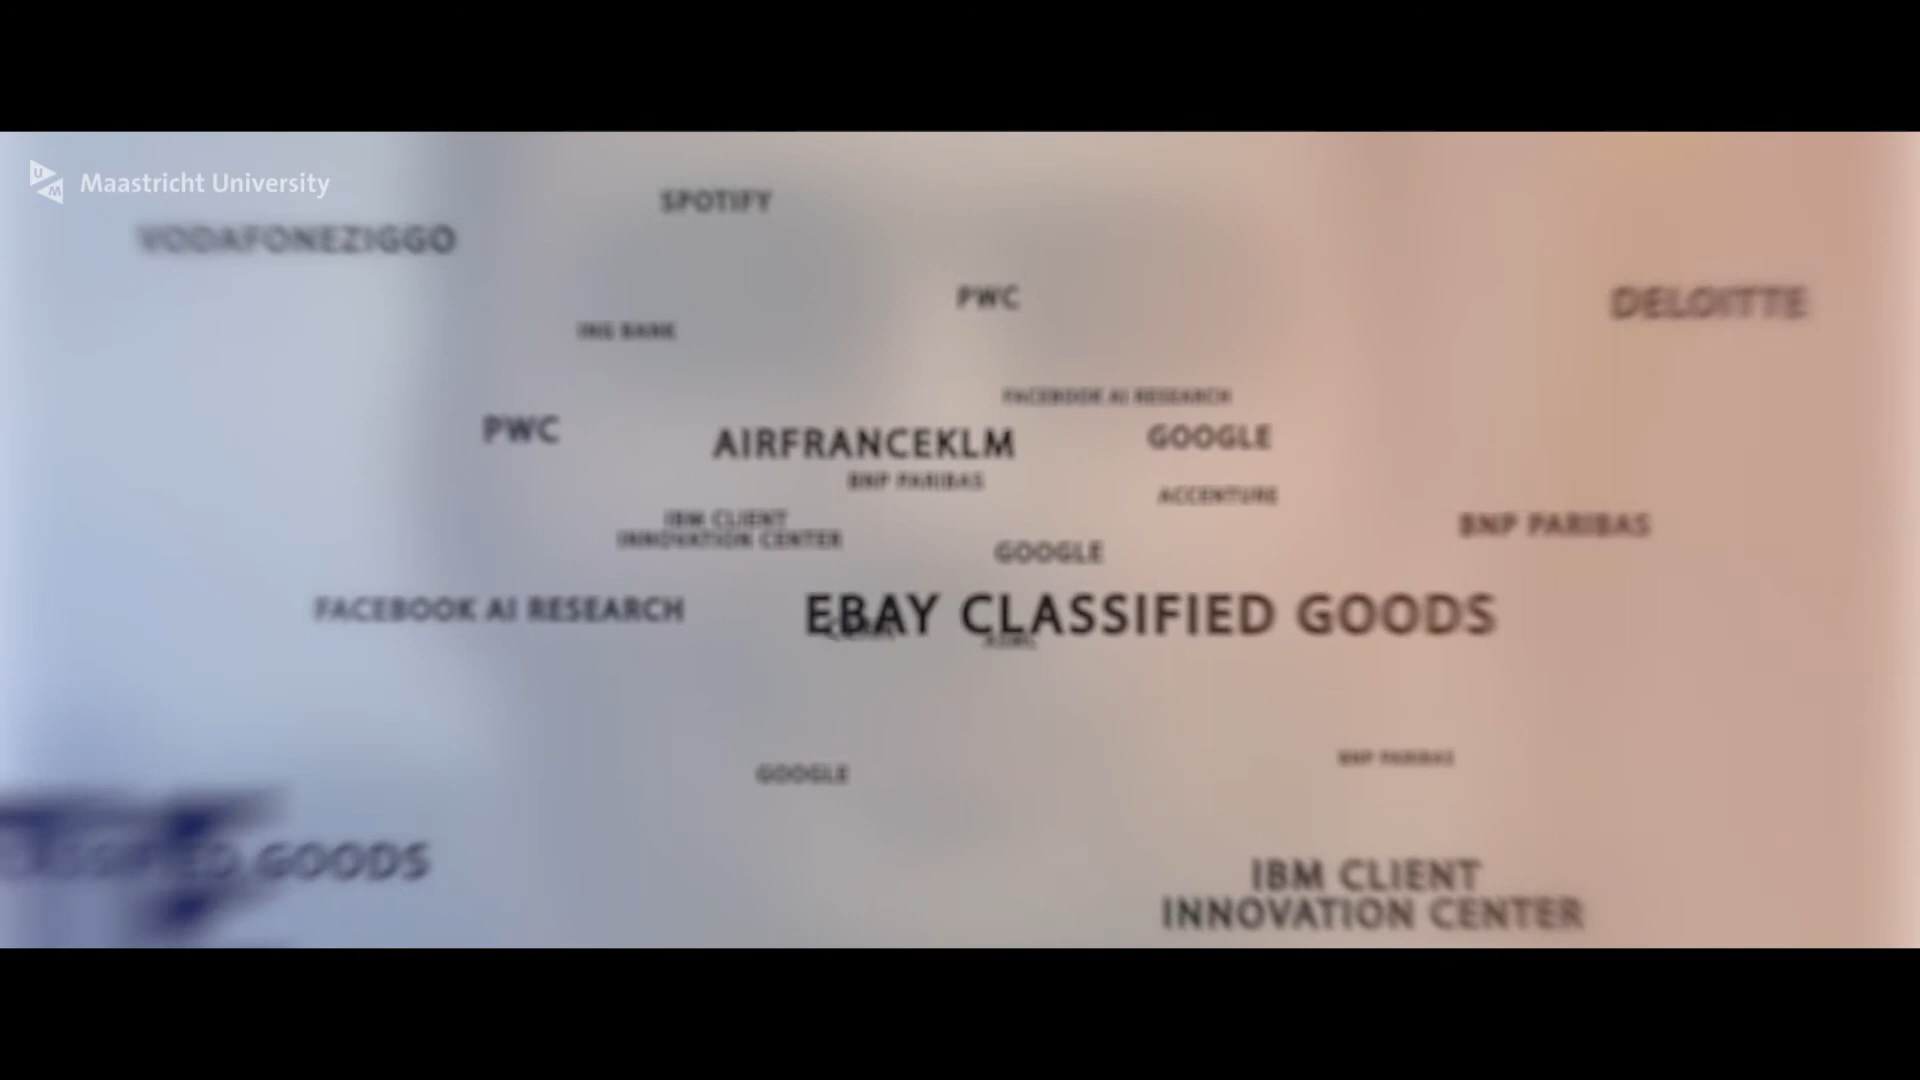 Maastricht University
SPOTIFY
VODAFONEZIGGO
PWC
DELOITTE
ING BANK
FACEBOOK AI RESEARCH
PWC
AIRFRANCEKLM
GOOGLE
BNP PARIBAS
ACCENTURE
IBM CLIENT
INNOVATION CENTER
BNP PARIBAS
GOOGLE
FACEBOOK AI RESEARCH
EBAY CLASSIFIED GOODS
BNP PARIBAS
GOOGLE
CLASSIFIED GOODS
IBM CLIENT
INNOVATION CENTER